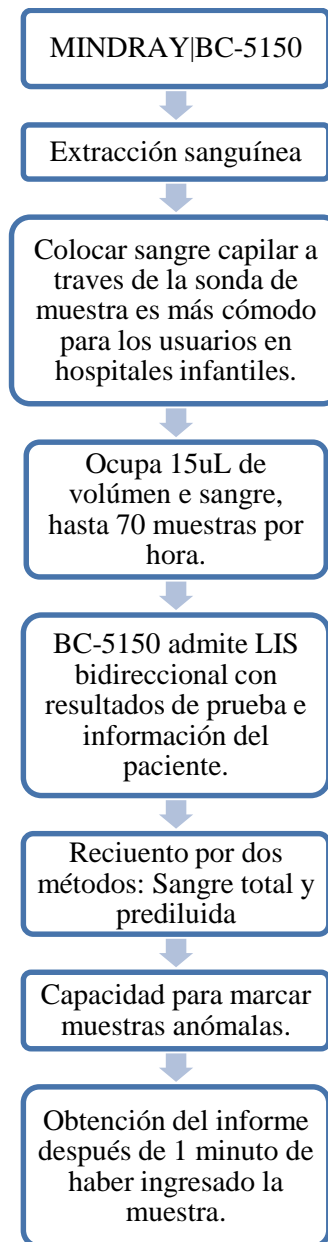 MINDRAY|BC-5150
Extracción sanguínea
Colocar sangre capilar a
traves de la sonda de
muestra es más cómodo
para los usuarios en
hospitales infantiles.
Ocupa 15uL de
volúmen e sangre,
hasta 70 muestras por
hora.
BC-5150 admite LIS
bidireccional con
resultados de prueba e
información del
paciente.
Reciuento por dos
métodos: Sangre total y
prediluida
Capacidad para marcar
muestras anómalas.
Obtención del informe
después de 1 minuto de
haber ingresado la
muestra.